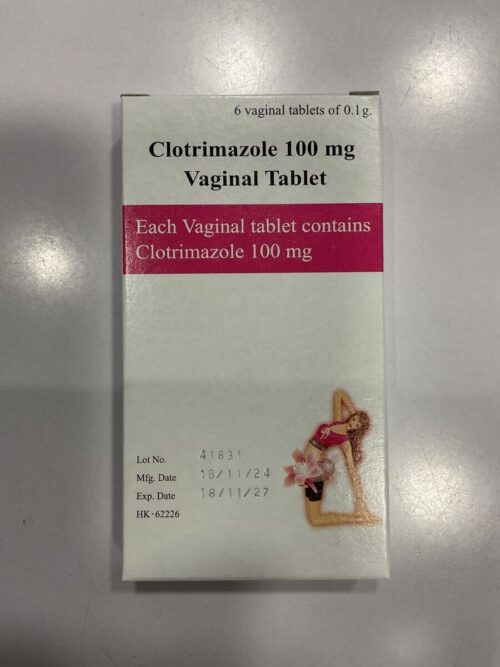 6 vaginal tablets of 0.1g.
Clotrimazole 100 mg
Vaginal Tablet
Each Vaginal tablet contains
Clotrimazole 100 mg
Lot No. 41831
Mfg. Date 18/11/24
Exp. Date 18/11/27
HK-62226